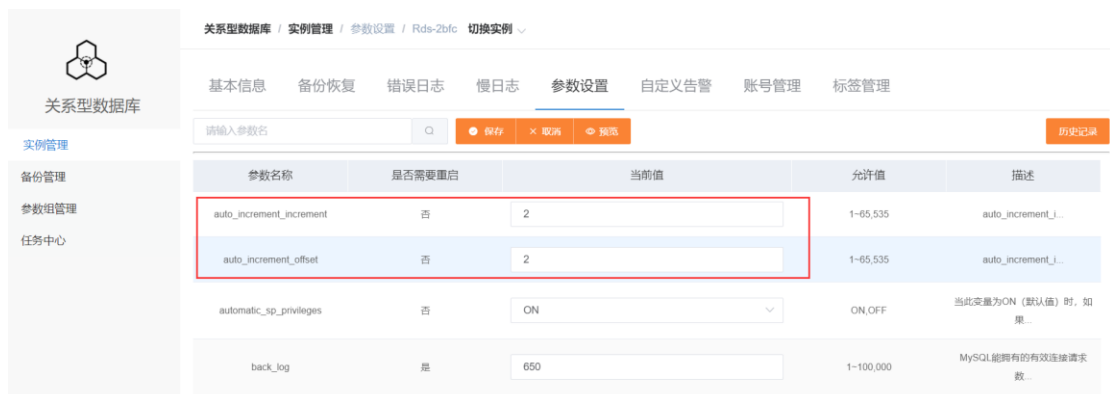 关系型数据库 / 实例管理 / 参数设置 / Rds-2bfc 切换实例
关系型数据库
实例管理
备份管理
参数组管理
任务中心
基本信息 备份恢复 错误日志 慢日志 参数设置 自定义告警 账号管理 标签管理
请输入参数名 保存 × 取消 预览 历史记录
参数名称 是否需要重启 当前值 允许值 描述
auto_increment_increment 否 2 1~65,535 auto_increment_i...
auto_increment_offset 否 2 1~65,535 auto_increment_i...
automatic_sp_privileges 否 ON ON,OFF 当此变量为ON（默认值）时，如
果...
back_log 是 650 1~100,000 MySQL能拥有的有效连接请求
数...